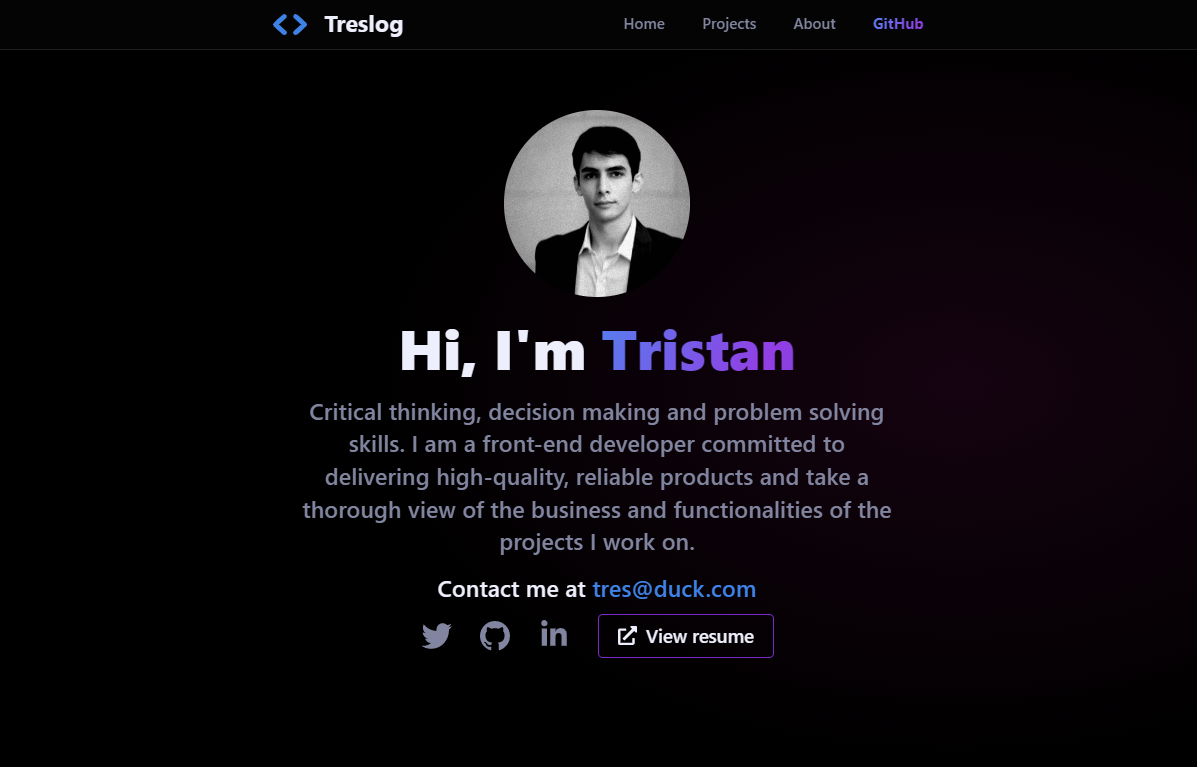 Treslog
Home
Projects
About
GitHub
Hi, I'm Tristan
Critical thinking, decision making and problem solving
skills. I am a front-end developer committed to
delivering high-quality, reliable products and take a
thorough view of the business and functionalities of the
projects I work on.
Contact me at tres@duck.com
View resume